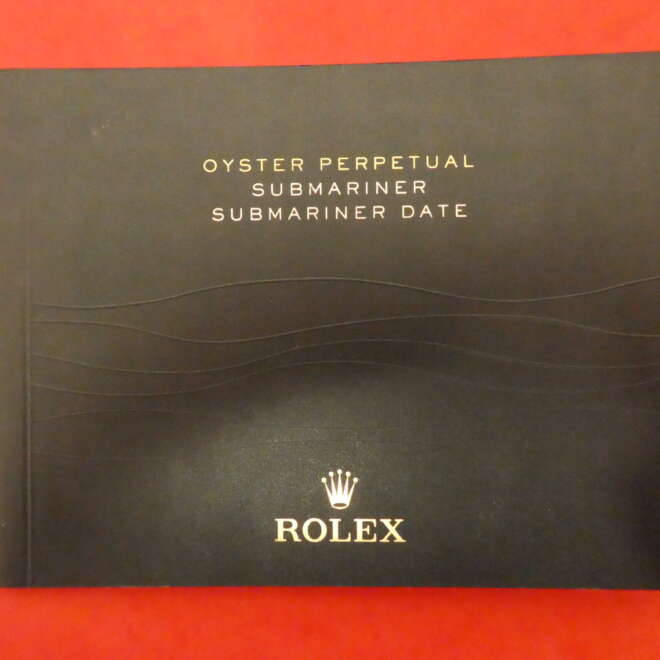 OYSTER PERPETUAL
SUBMARINER
SUBMARINER DATE
ROLEX